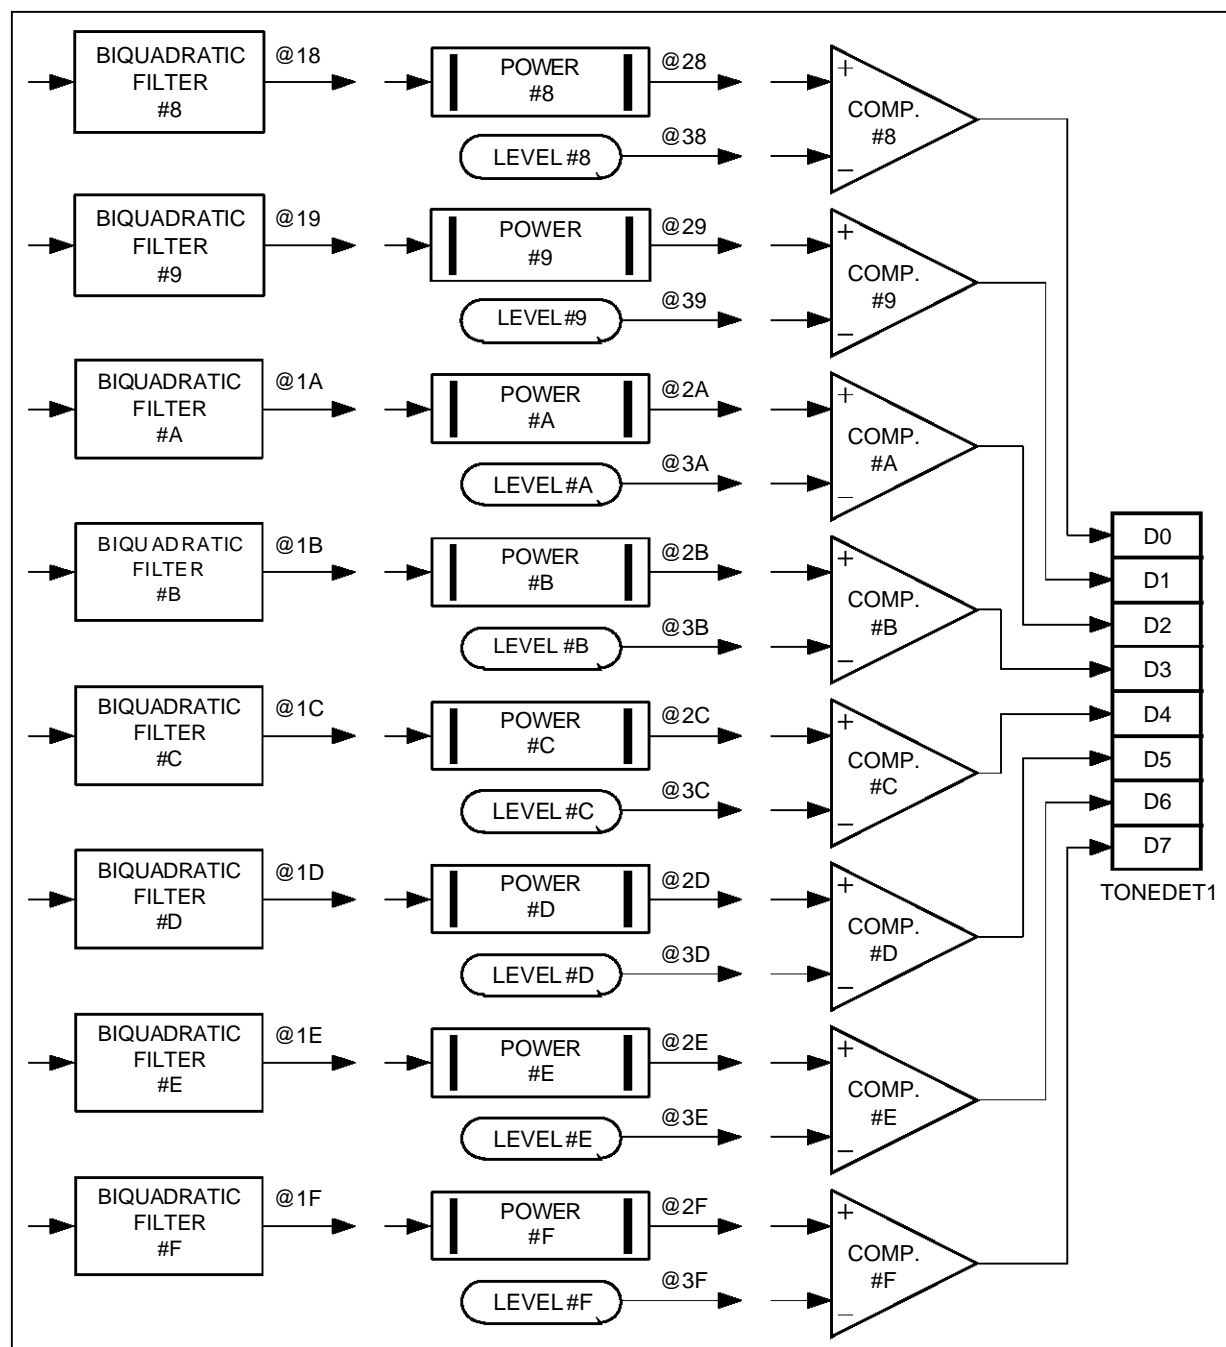 BIQUADRATIC
FILTER
#8
@18
POWER
#8
@28
LEVEL #8
@38
+
COMP.
#8
−
BIQUADRATIC
FILTER
#9
@19
POWER
#9
@29
LEVEL #9
@39
+
COMP.
#9
−
BIQUADRATIC
FILTER
#A
@1A
POWER
#A
@2A
LEVEL #A
@3A
+
COMP.
#A
−
BIQUADRATIC
FILTER
#B
@1B
POWER
#B
@2B
LEVEL #B
@3B
+
COMP.
#B
−
BIQUADRATIC
FILTER
#C
@1C
POWER
#C
@2C
LEVEL #C
@3C
+
COMP.
#C
−
BIQUADRATIC
FILTER
#D
@1D
POWER
#D
@2D
LEVEL #D
@3D
+
COMP.
#D
−
BIQUADRATIC
FILTER
#E
@1E
POWER
#E
@2E
LEVEL #E
@3E
+
COMP.
#E
−
BIQUADRATIC
FILTER
#F
@1F
POWER
#F
@2F
LEVEL #F
@3F
+
COMP.
#F
−
D0
D1
D2
D3
D4
D5
D6
D7
TONEDET1